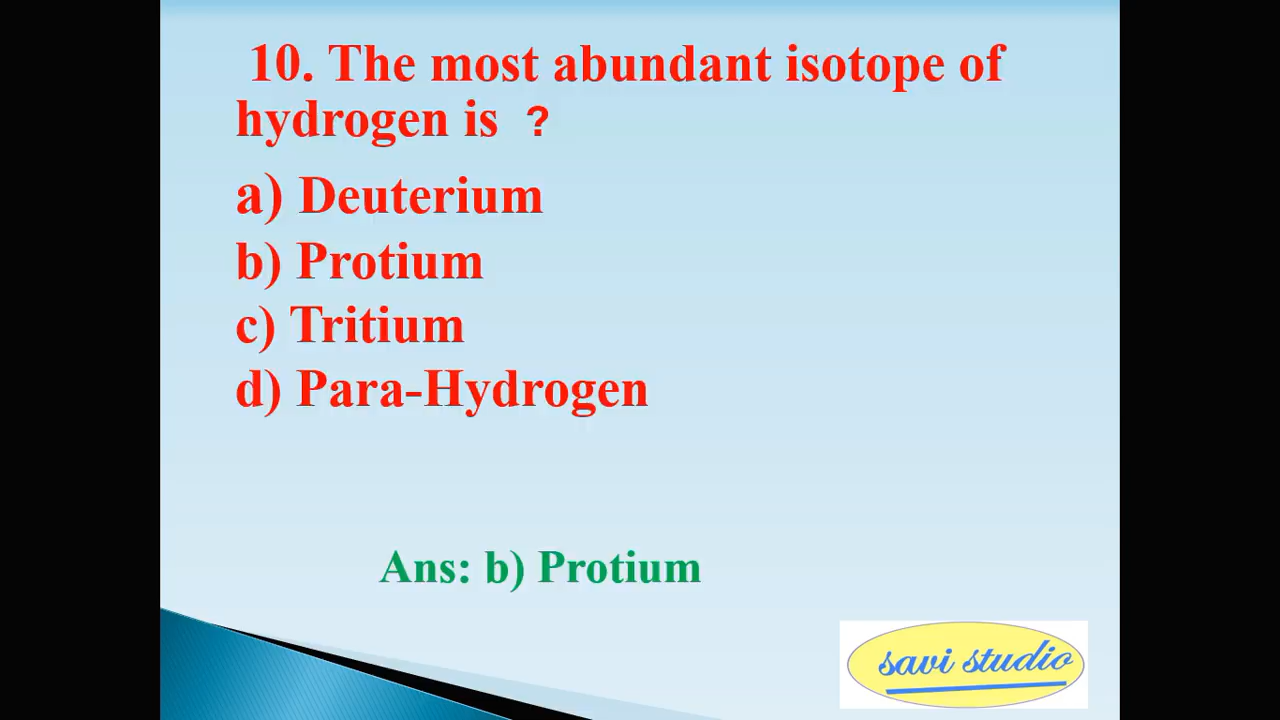 10. The most abundant isotope of
hydrogen is ?
a) Deuterium
b) Protium
c) Tritium
d) Para-Hydrogen
Ans: b) Protium
savi studio